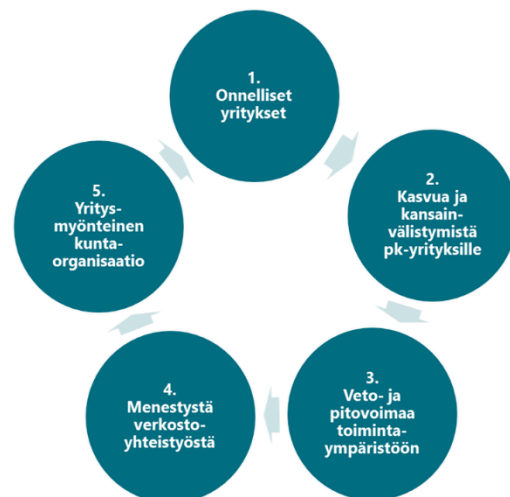 1.
Onnelliset
yritykset
2.
Kasvua ja
kansain-
välistymistä
pk-yrityksille
3.
Veto- ja
pitovoimaa
toiminta-
ympäristöön
4.
Menestystä
verkosto-
yhteistyöstä
5.
Yritys-
myönteinen
kunta-
organisaatio